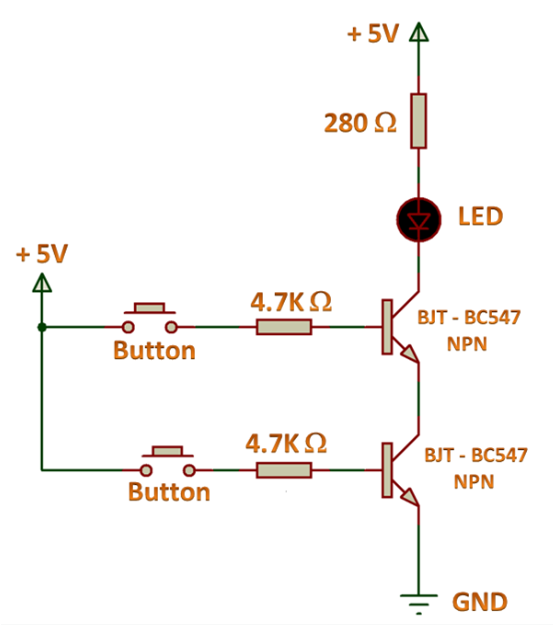 + 5V
280 Ω
LED
+ 5V
4.7K Ω
Button
BJT - BC547
NPN
4.7K Ω
Button
BJT - BC547
NPN
GND